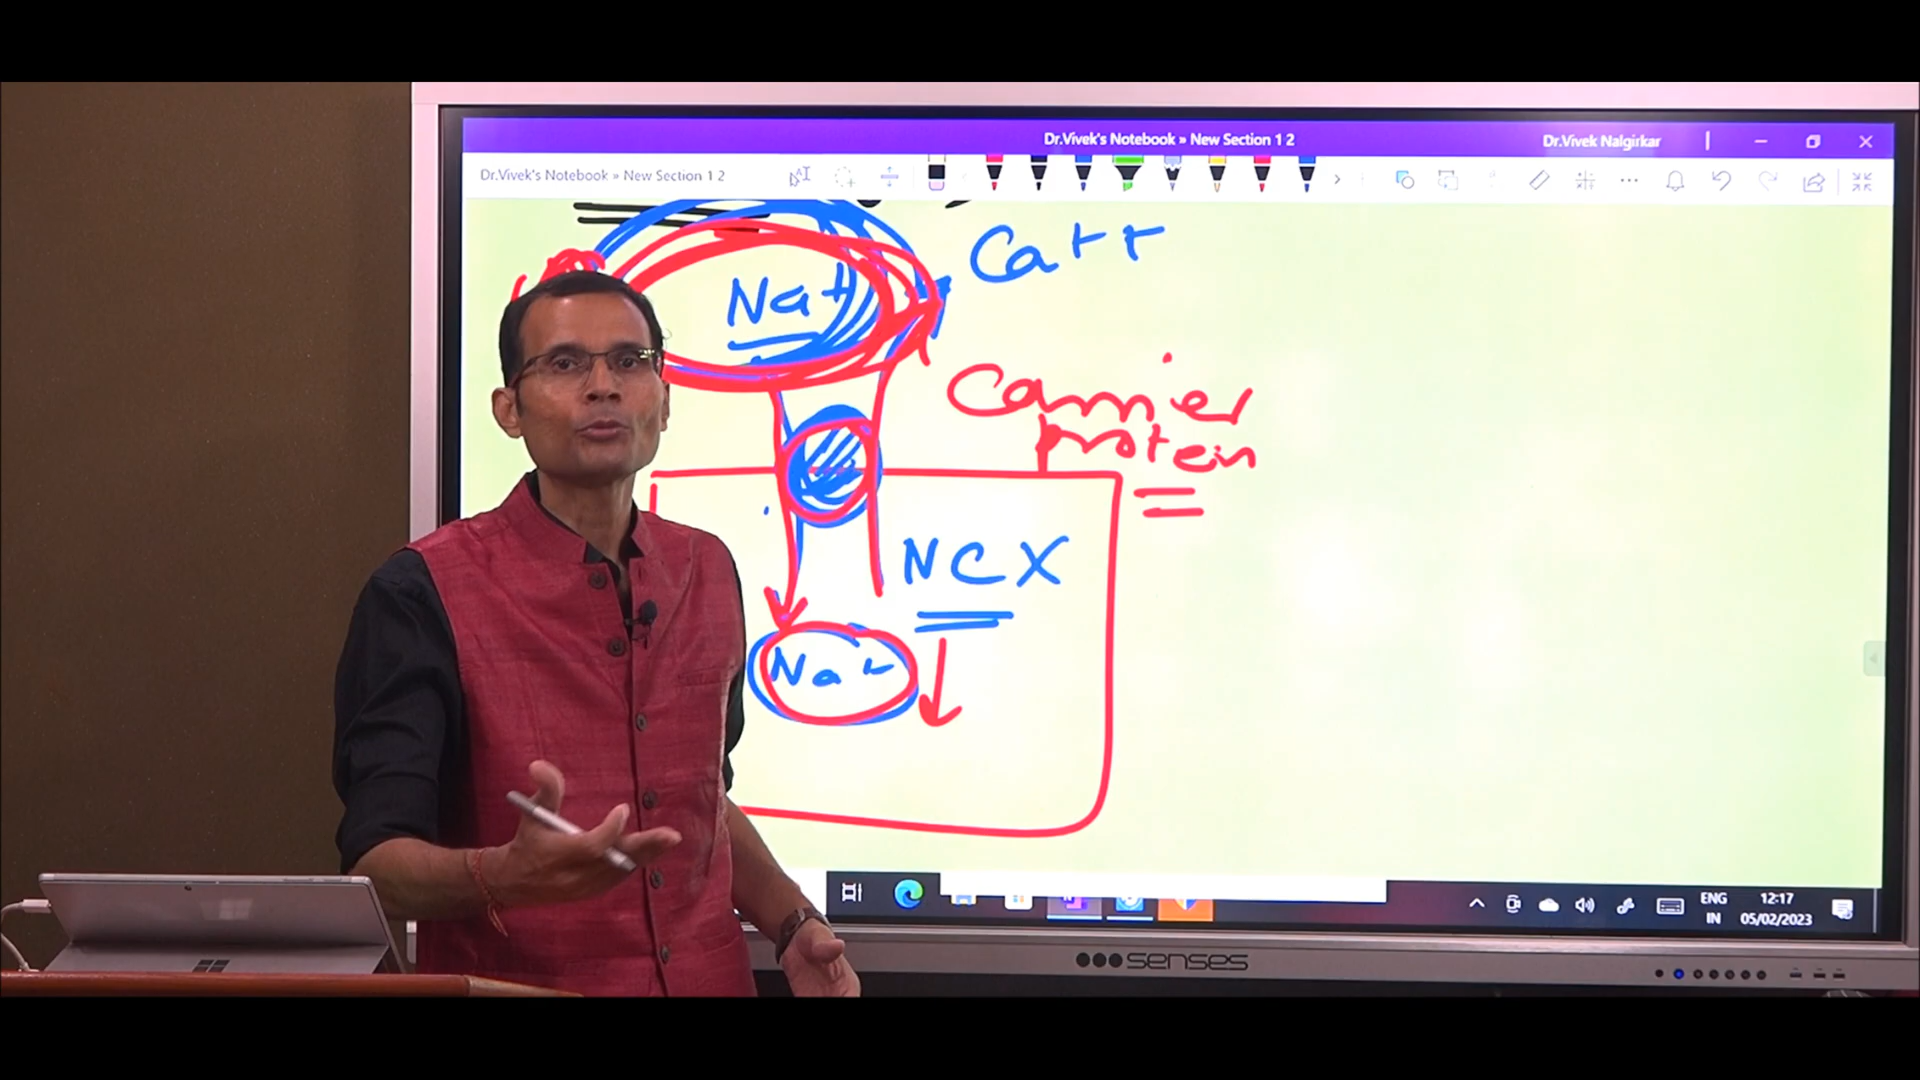 Dr.Vivek's Notebook » New Section 1 2
Dr.Vivek Nalgirkar
Dr.Vivek's Notebook » New Section 1 2
Ca++
Na+
Carrier
protein
NCX
Na+
ENG
IN
12:17
05/02/2023
senses